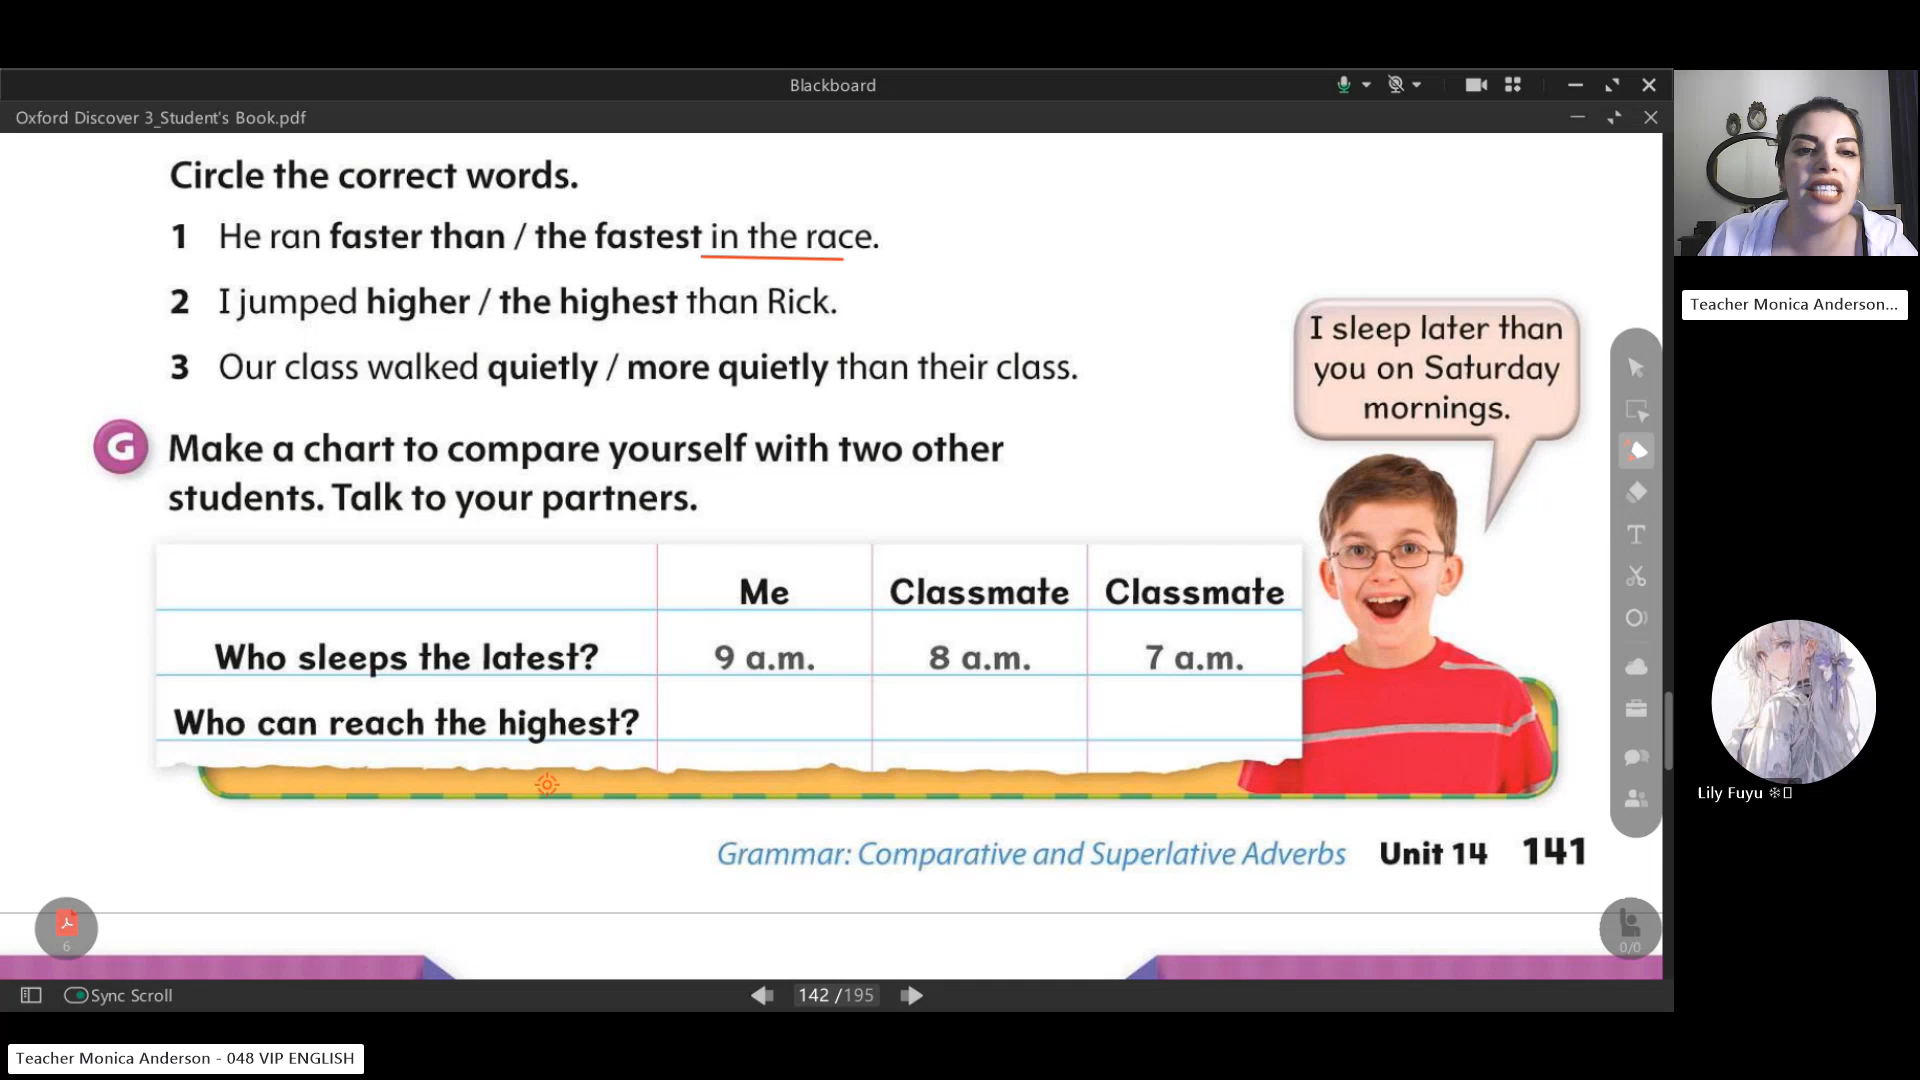 Blackboard
Oxford Discover 3_Student's Book.pdf
Circle the correct words.
1 He ran faster than / the fastest in the race.
2 I jumped higher / the highest than Rick.
3 Our class walked quietly / more quietly than their class.
I sleep later than
you on Saturday
mornings.
G Make a chart to compare yourself with two other
students. Talk to your partners.
Me Classmate Classmate
Who sleeps the latest? 9 a.m. 8 a.m. 7 a.m.
Who can reach the highest?
Grammar: Comparative and Superlative Adverbs Unit 14 141
6
0/0
Sync Scroll
142 /195
Teacher Monica Anderson...
Lily Fuyu ❄
Teacher Monica Anderson - 048 VIP ENGLISH